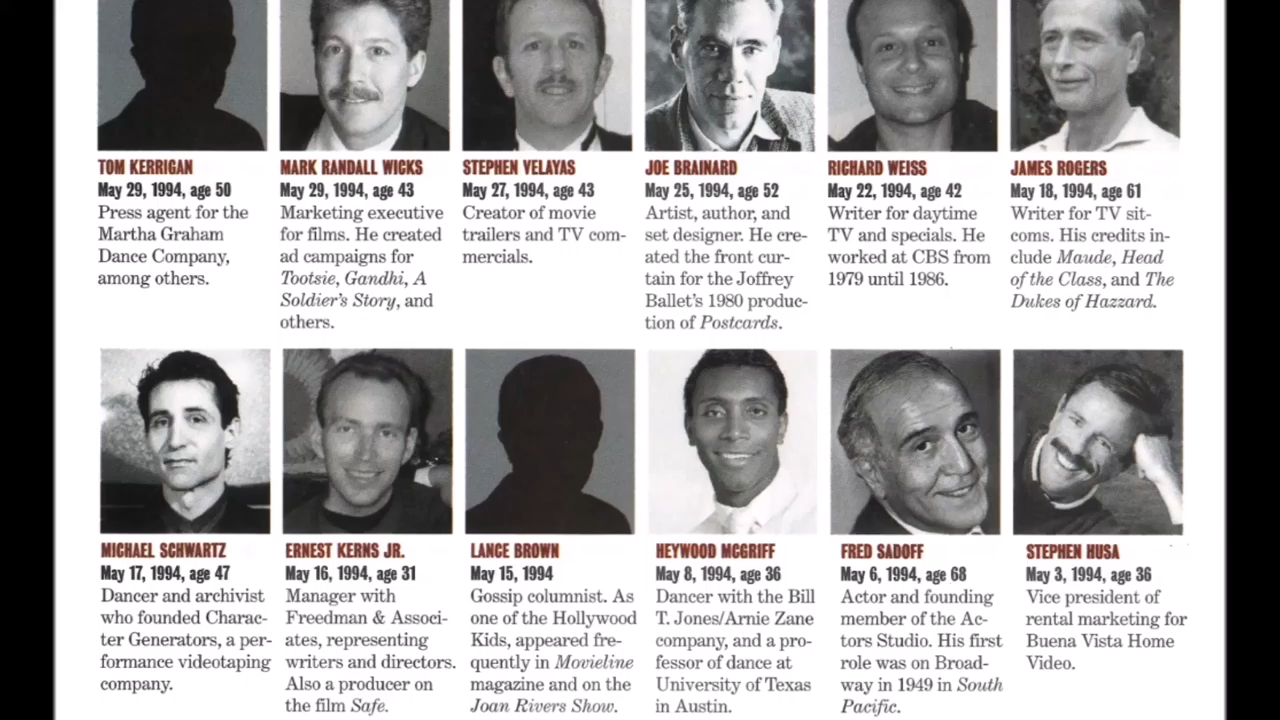 TOM KERRIGAN
May 29, 1994, age 50
Press agent for the
Martha Graham
Dance Company,
among others.
MARK RANDALL WICKS
May 29, 1994, age 43
Marketing executive
for films. He created
ad campaigns for
Tootsie, Gandhi, A
Soldier's Story, and
others.
STEPHEN VELAYAS
May 27, 1994, age 43
Creator of movie
trailers and TV com-
mercials.
JOE BRAINARD
May 25, 1994, age 52
Artist, author, and
set designer. He cre-
ated the front cur-
tain for the Joffrey
Ballet's 1980 produc-
tion of Postcards.
RICHARD WEISS
May 22, 1994, age 42
Writer for daytime
TV and specials. He
worked at CBS from
1979 until 1986.
JAMES ROGERS
May 18, 1994, age 61
Writer for TV sit-
coms. His credits in-
clude Maude, Head
of the Class, and The
Dukes of Hazzard.
MICHAEL SCHWARTZ
May 17, 1994, age 47
Dancer and archivist
who founded Charac-
ter Generators, a per-
formance videotaping
company.
ERNEST KERNS JR.
May 16, 1994, age 31
Manager with
Freedman & Associ-
ates, representing
writers and directors.
Also a producer on
the film Safe.
LANCE BROWN
May 15, 1994
Gossip columnist. As
one of the Hollywood
Kids, appeared fre-
quently in Movieline
magazine and on the
Joan Rivers Show.
HEYWOOD MCGRIFF
May 8, 1994, age 36
Dancer with the Bill
T. Jones/Arnie Zane
company, and a pro-
fessor of dance at
University of Texas
in Austin.
FRED SADOFF
May 6, 1994, age 68
Actor and founding
member of the Ac-
tors Studio. His first
role was on Broad-
way in 1949 in South
Pacific.
STEPHEN HUSA
May 3, 1994, age 36
Vice president of
rental marketing for
Buena Vista Home
Video.